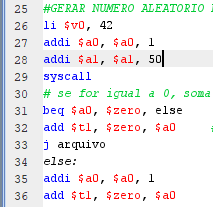 25 #GERAR NUMERO ALEATORIO
26 li $v0, 42
27 addi $a0, $a0, 1
28 addi $a1, $a1, 50
29 syscall
30 # se for igual a 0, soma
31 beq $a0, $zero, else
32 add $t1, $zero, $a0 #
33 j arquivo
34 else:
35 addi $a0, $a0, 1
36 add $t1, $zero, $a0